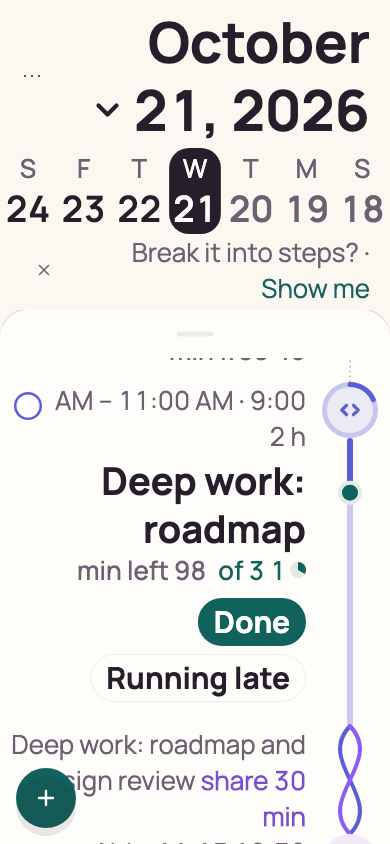 October
...
21, 2026
S F T W T M S
24 23 22 21 20 19 18
Break it into steps? ·
Show me
AM – 11:00 AM · 9:00
2 h
Deep work:
roadmap
min left 98 of 3 1
Done
Running late
Deep work: roadmap and
sign review share 30
min